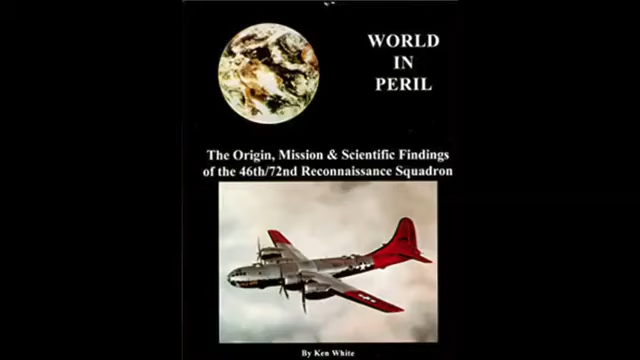 WORLD
IN
PERIL
The Origin, Mission & Scientific Findings
of the 46th/72nd Reconnaissance Squadron
By Ken White